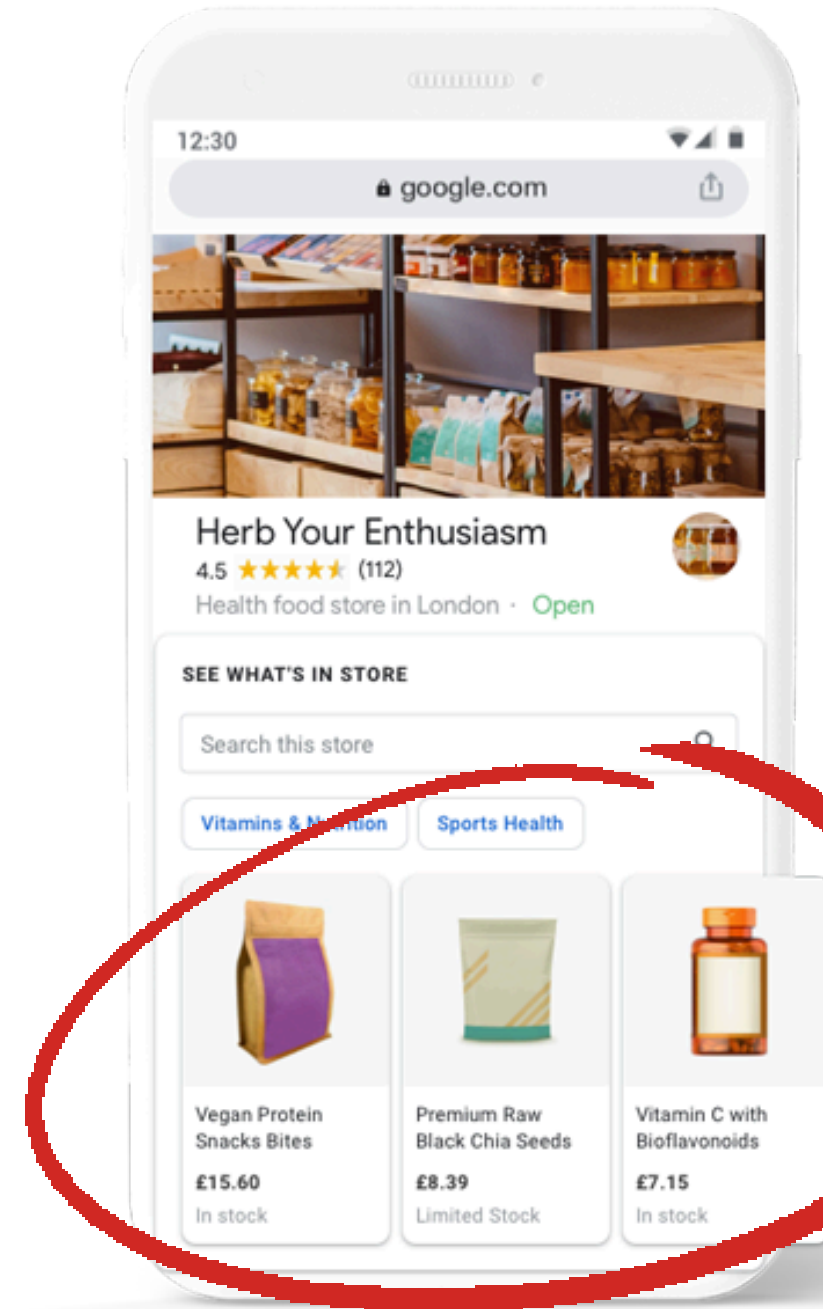 12:30
google.com
Herb Your Enthusiasm
4.5 (112)
Health food store in London · Open
SEE WHAT'S IN STORE
Search this store
Vitamins & Nutrition Sports Health
Vegan Protein Premium Raw Vitamin C with
Snacks Bites Black Chia Seeds Bioflavonoids
£15.60 £8.39 £7.15
In stock Limited Stock In stock